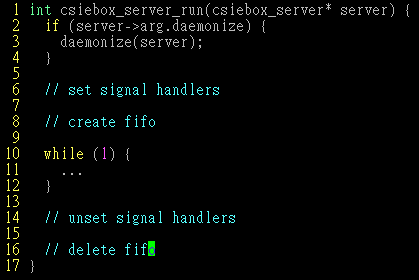 1 int csiebox_server_run(csiebox_server* server) {
2   if (server->arg.daemonize) {
3     daemonize(server);
4   }
5
6   // set signal handlers
7
8   // create fifo
9
10   while (1) {
11     ...
12   }
13
14   // unset signal handlers
15
16   // delete fifo
17 }